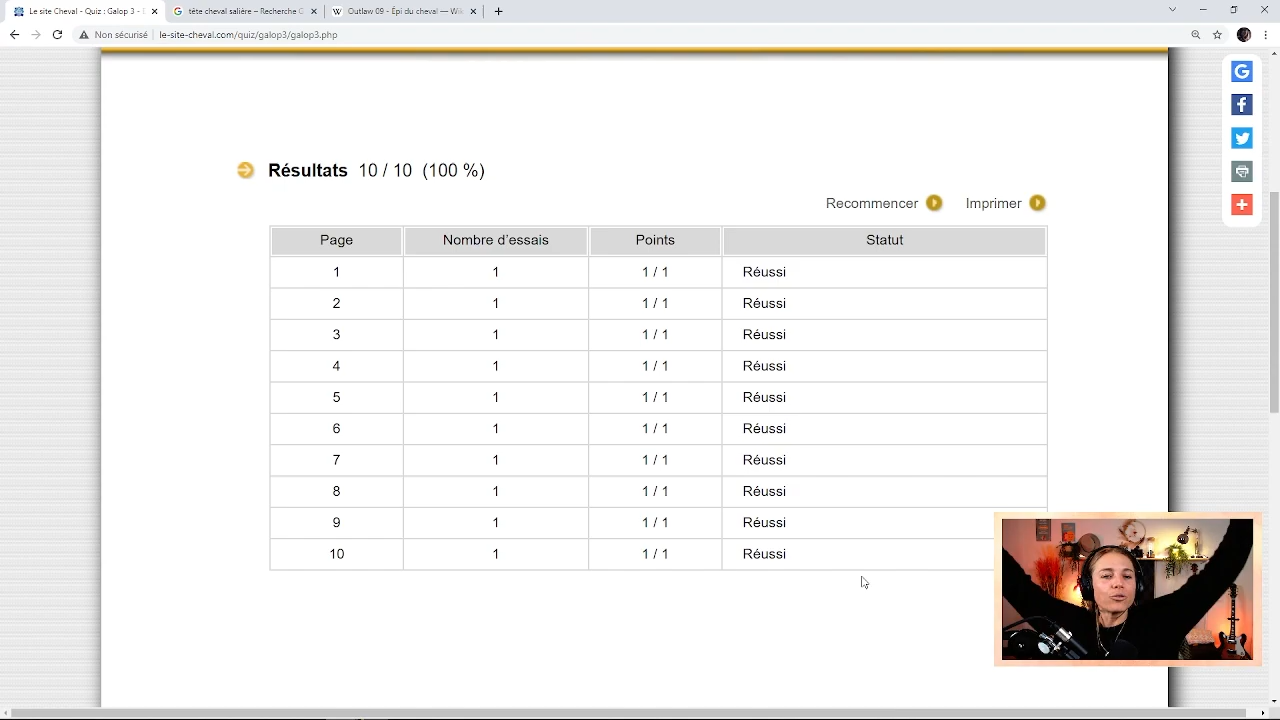 Le site Cheval - Quiz : Galop 3 - E
tête cheval salière – Recherche G
Outlaw 09 - Épi du cheval — Wik
Non sécurisé
le-site-cheval.com/quiz/galop3/galop3.php
Résultats 10 / 10 (100 %)
Recommencer Imprimer
Page Nombre d'essais Points Statut
1 1 1 / 1 Réussi
2 1 1 / 1 Réussi
3 1 1 / 1 Réussi
4 1 1 / 1 Réussi
5 1 1 / 1 Réussi
6 1 1 / 1 Réussi
7 1 1 / 1 Réussi
8 1 1 / 1 Réussi
9 1 1 / 1 Réussi
10 1 1 / 1 Réussi